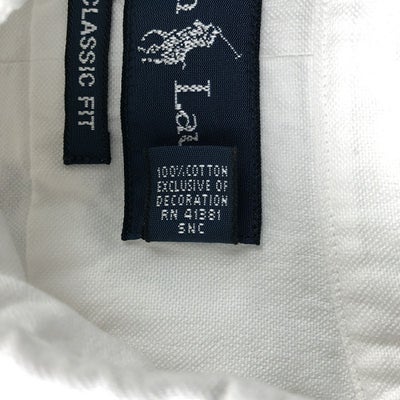 CLASSIC FIT
100% COTTON
EXCLUSIVE OF
DECORATION
RN 41381
SNC